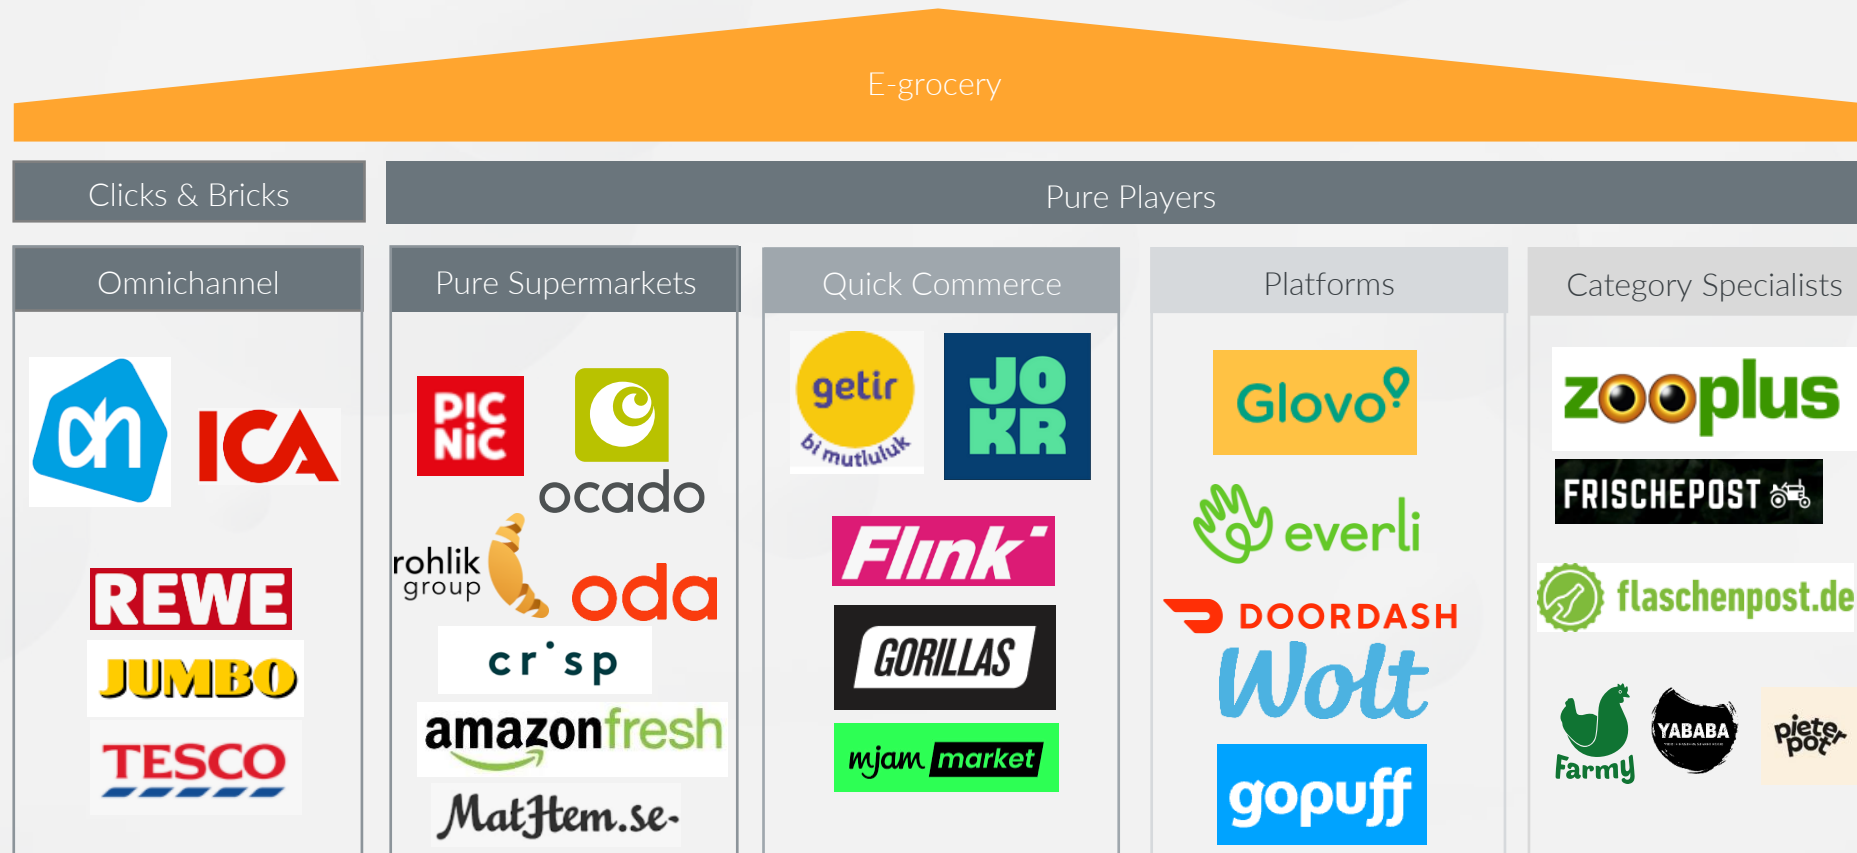 E-grocery
Clicks & Bricks
Pure Players
Omnichannel
Pure Supermarkets
Quick Commerce
Platforms
Category Specialists
ah
ICA
REWE
JUMBO
TESCO
PIC
NiC
ocado
rohlik
group
oda
crisp
amazonfresh
MatHem.se
getir
bi mutluluk
JO
KR
Flink
GORILLAS
mjam market
Glovo
everli
DOORDASH
Wolt
gopuff
zooplus
FRISCHEPOST
flaschenpost.de
Farmy
YABABA
pieter
pot